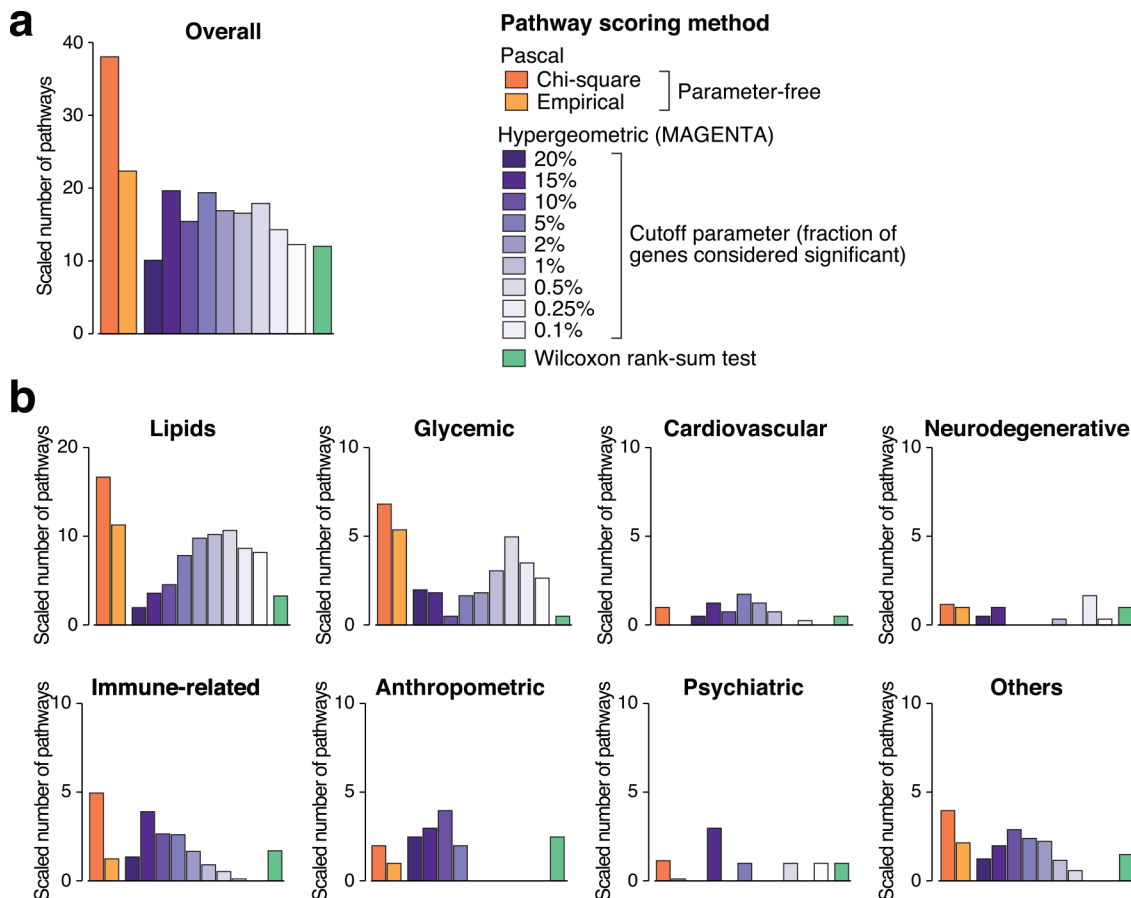 a
Overall
Scaled number of pathways
40
30
20
10
0
Pathway scoring method
Pascal
Chi-square
Empirical
Parameter-free
Hypergeometric (MAGENTA)
20%
15%
10%
5%
2%
1%
0.5%
0.25%
0.1%
Cutoff parameter (fraction of
genes considered significant)
Wilcoxon rank-sum test
b
Lipids
Scaled number of pathways
20
10
0
Glycemic
Scaled number of pathways
10
5
0
Cardiovascular
Scaled number of pathways
10
5
0
Neurodegenerative
Scaled number of pathways
10
5
0
Immune-related
Scaled number of pathways
10
5
0
Anthropometric
Scaled number of pathways
10
5
0
Psychiatric
Scaled number of pathways
10
5
0
Others
Scaled number of pathways
10
5
0